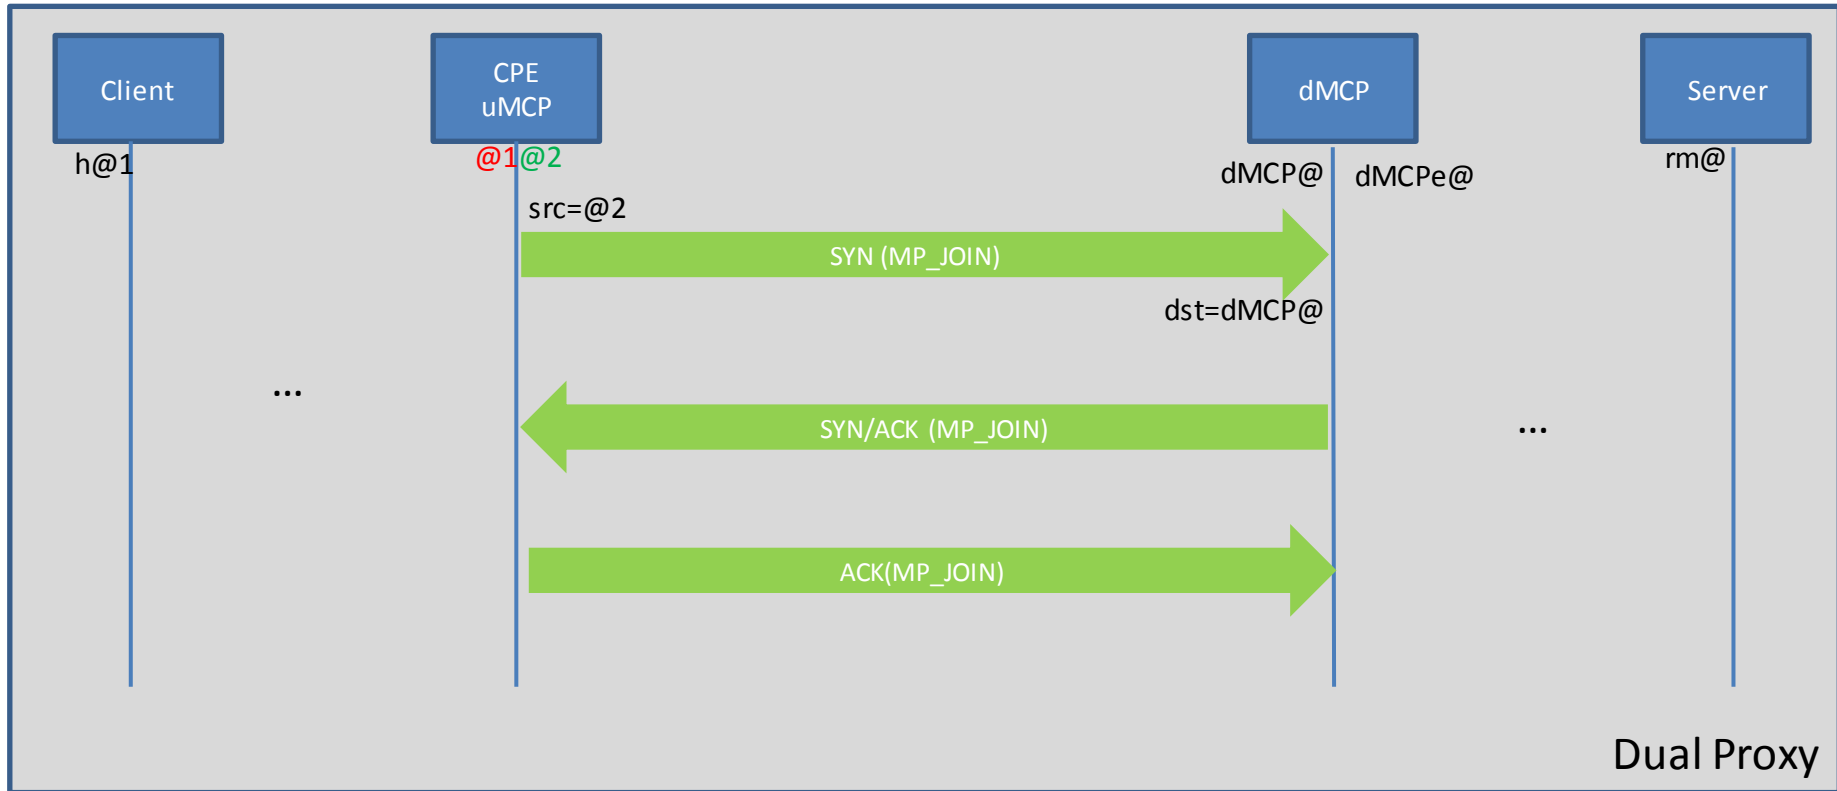 Client
CPE
uMCP
dMCP
Server
h@1
@1@2
dMCP@
dMCPe@
rm@
src=@2
SYN (MP_JOIN)
dst=dMCP@
...
SYN/ACK (MP_JOIN)
...
ACK(MP_JOIN)
Dual Proxy